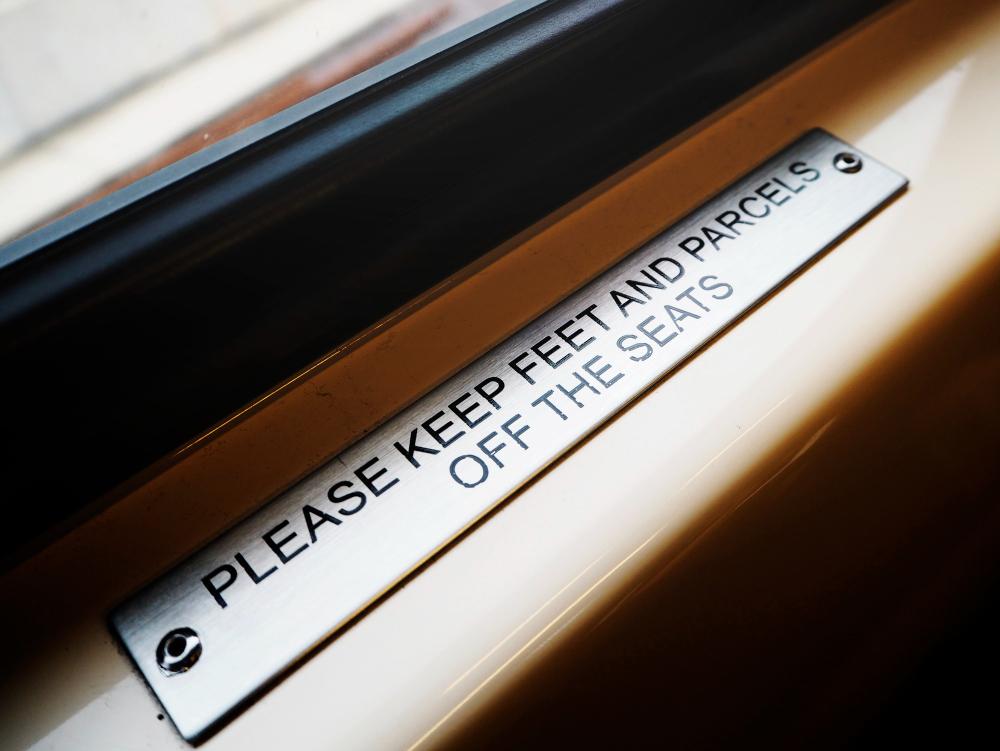 PLEASE KEEP FEET AND PARCELS
OFF THE SEATS